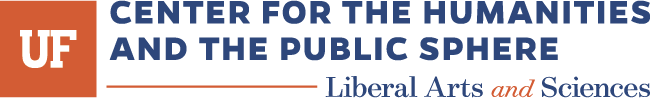 UF
CENTER FOR THE HUMANITIES
AND THE PUBLIC SPHERE
Liberal Arts and Sciences